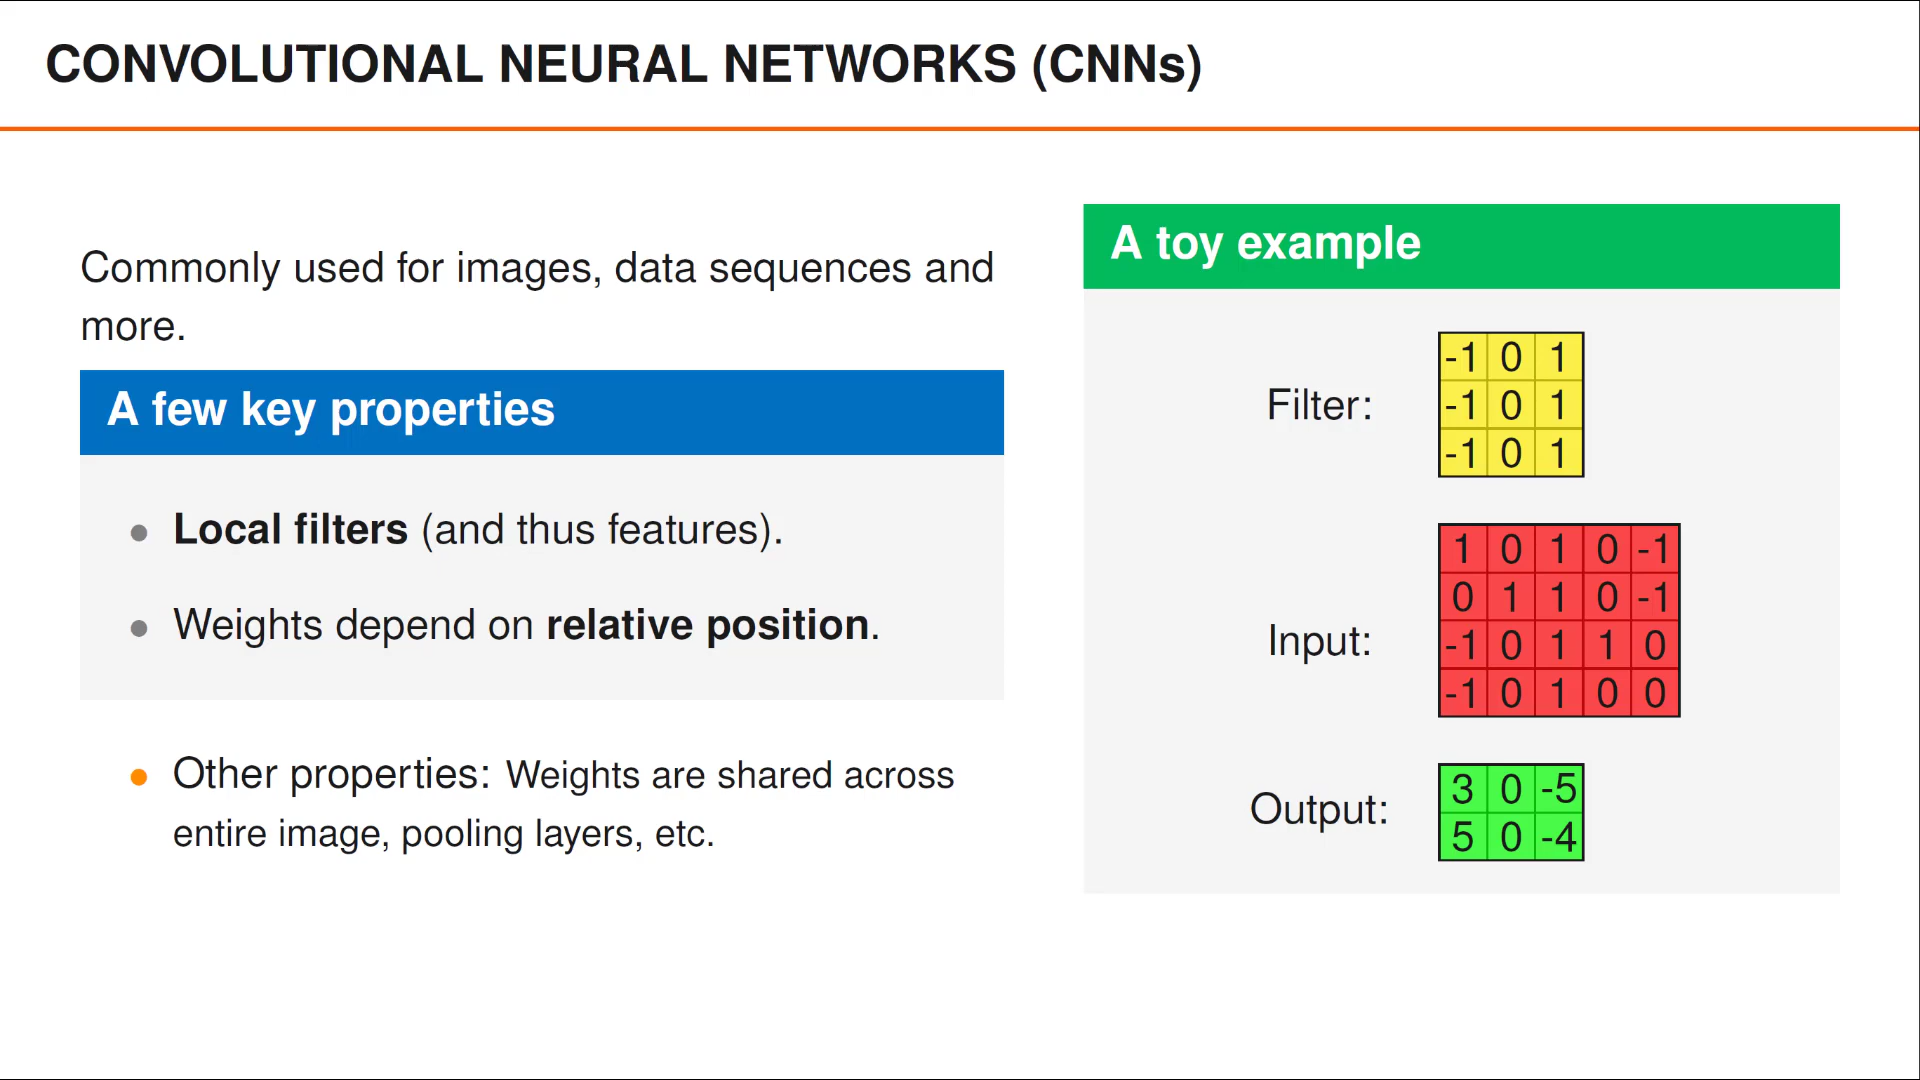 CONVOLUTIONAL NEURAL NETWORKS (CNNs)
Commonly used for images, data sequences and
more.
A few key properties
Local filters (and thus features).
Weights depend on relative position.
Other properties: Weights are shared across
entire image, pooling layers, etc.
A toy example
Filter:
-1 0 1
-1 0 1
-1 0 1
Input:
1 0 1 0 -1
0 1 1 0 -1
-1 0 1 1 0
-1 0 1 0 0
Output:
3 0 -5
5 0 -4